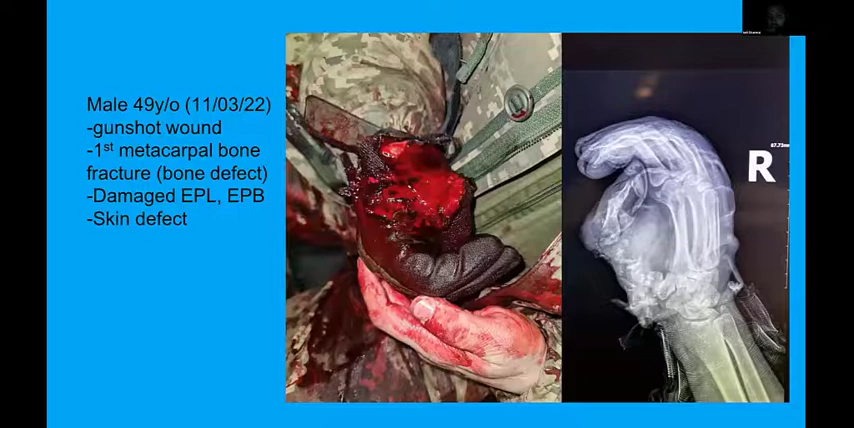 Male 49y/o (11/03/22)
-gunshot wound
-1st metacarpal bone
fracture (bone defect)
-Damaged EPL, EPB
-Skin defect
R